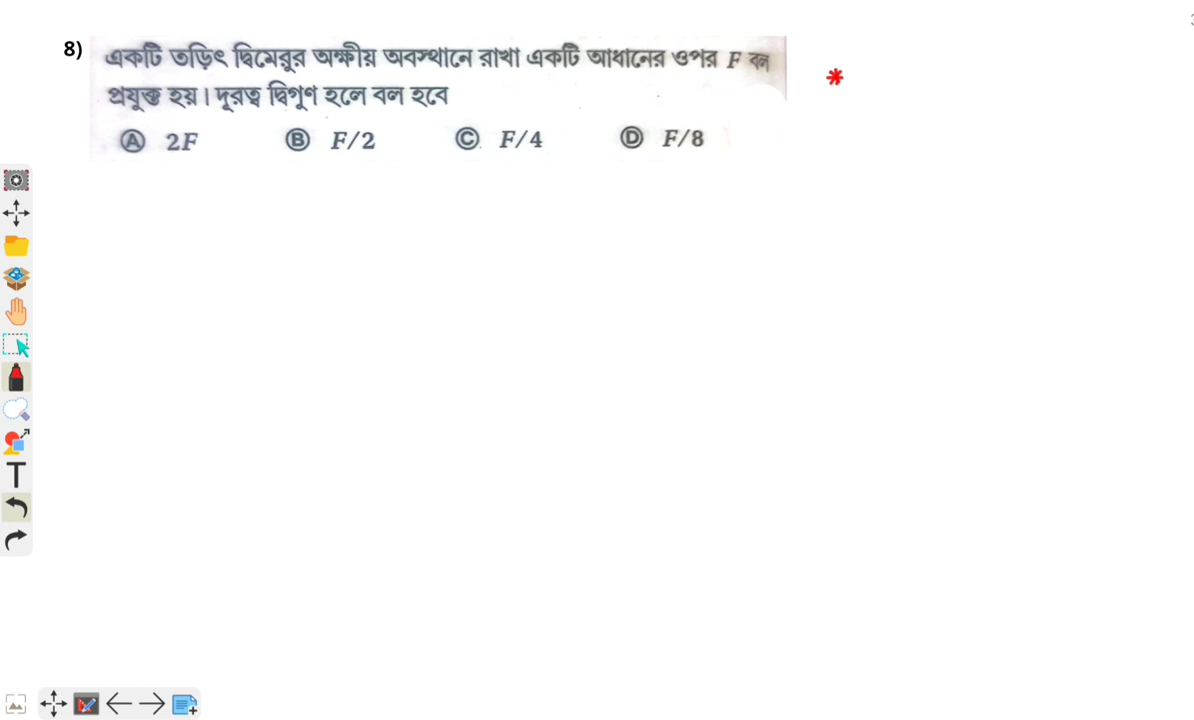 8) একটি তড়িৎ দ্বিমেরুর অক্ষীয় অবস্থানে রাখা একটি আধানের ওপর F বল
প্রযুক্ত হয়। দূরত্ব দ্বিগুণ হলে বল হবে
Ⓐ 2F Ⓑ F/2 Ⓒ F/4 Ⓓ F/8
T